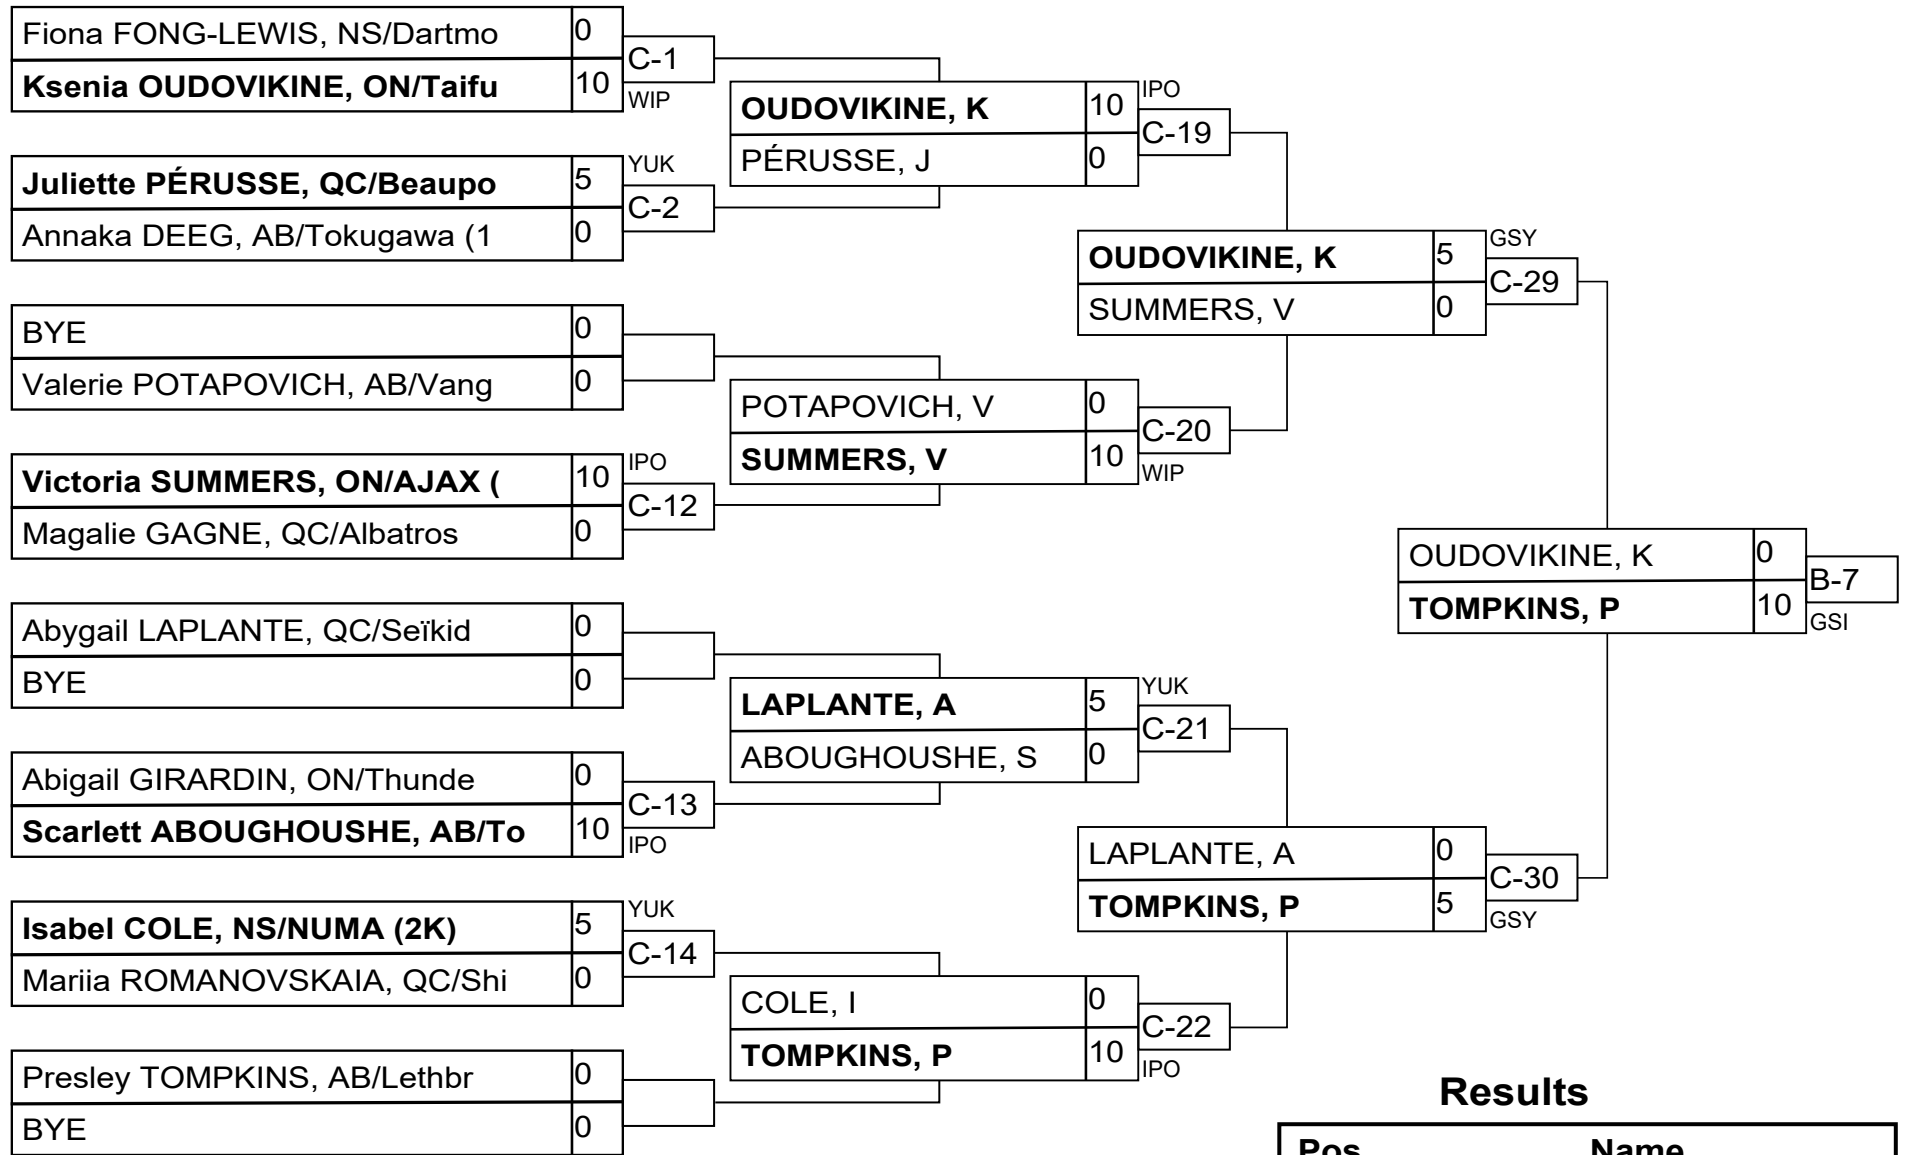 Fiona FONG-LEWIS, NS/Dartmo 0
C-1
Ksenia OUDOVIKINE, ON/Taifu 10
WIP
Juliette PÉRUSSE, QC/Beaupo 5
YUK
C-2
Annaka DEEG, AB/Tokugawa (1 0
BYE 0
Valerie POTAPOVICH, AB/Vang 0
Victoria SUMMERS, ON/AJAX ( 10
IPO
C-12
Magalie GAGNE, QC/Albatros 0
Abygail LAPLANTE, QC/Seïkid 0
BYE 0
Abigail GIRARDIN, ON/Thunde 0
C-13
Scarlett ABOUGHOUSHE, AB/To 10
IPO
Isabel COLE, NS/NUMA (2K) 5
YUK
C-14
Mariia ROMANOVSKAIA, QC/Shi 0
Presley TOMPKINS, AB/Lethbr 0
BYE 0
OUDOVIKINE, K 10
IPO
C-19
PÉRUSSE, J 0
POTAPOVICH, V 0
C-20
SUMMERS, V 10
WIP
LAPLANTE, A 5
YUK
C-21
ABOUGHOUSHE, S 0
COLE, I 0
C-22
TOMPKINS, P 10
IPO
OUDOVIKINE, K 5
GSY
C-29
SUMMERS, V 0
LAPLANTE, A 0
C-30
TOMPKINS, P 5
GSY
OUDOVIKINE, K 0
B-7
TOMPKINS, P 10
GSI
Results
Pos Name